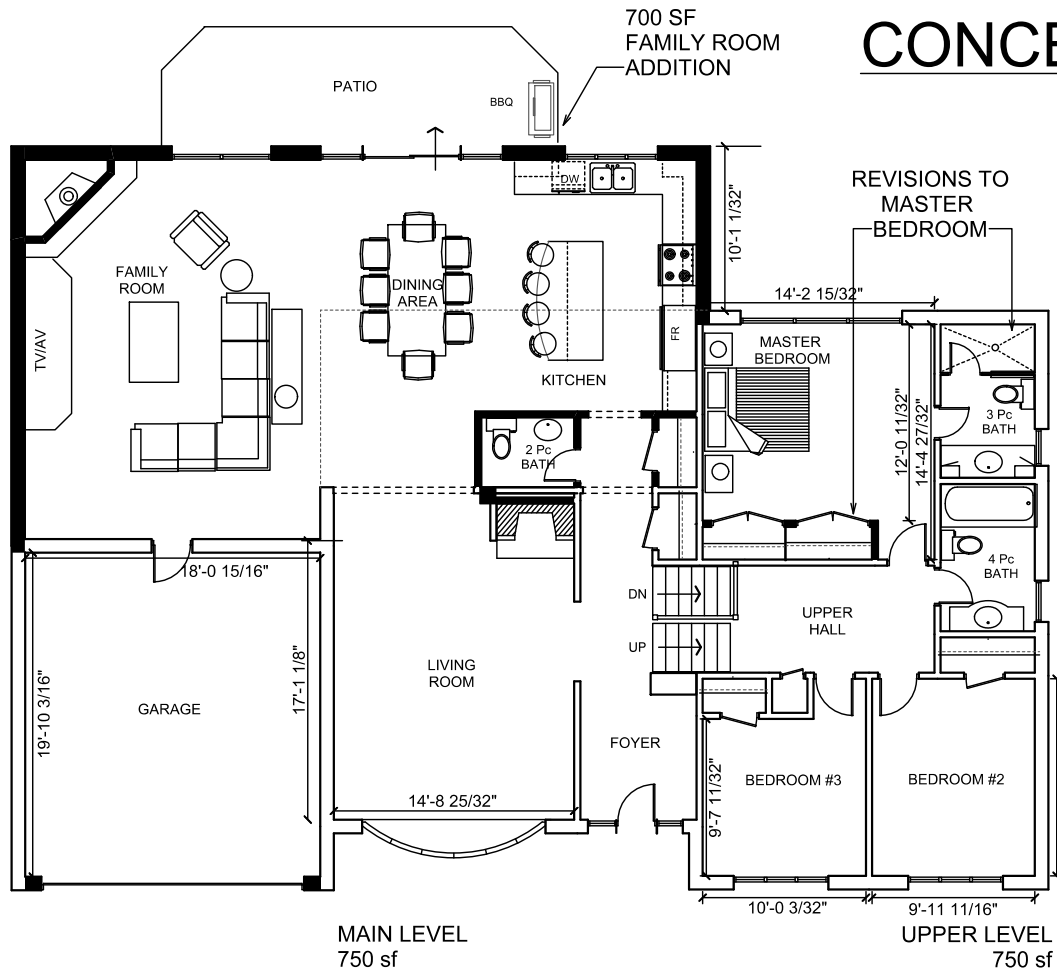 700 SF
FAMILY ROOM
ADDITION
CONCE
PATIO
BBQ
DW
10'-1 1/32"
REVISIONS TO
MASTER
BEDROOM
14'-2 15/32"
FAMILY
ROOM
TV/AV
DINING
AREA
KITCHEN
FR
MASTER
BEDROOM
12'-0 11/32"
14'-4 27/32"
3 Pc
BATH
2 Pc
BATH
4 Pc
BATH
18'-0 15/16"
DN
UP
UPPER
HALL
LIVING
ROOM
GARAGE
19'-10 3/16"
17'-1 1/8"
FOYER
BEDROOM #3
BEDROOM #2
9'-7 11/32"
14'-8 25/32"
10'-0 3/32"
9'-11 11/16"
MAIN LEVEL
750 sf
UPPER LEVEL
750 sf